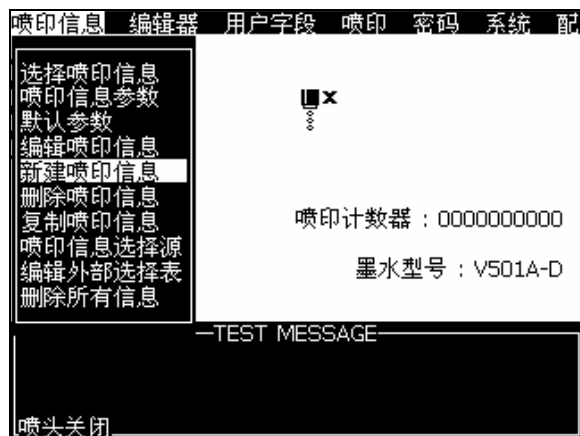 喷印信息 编辑器 用户字段 喷印 密码 系统 配
选择喷印信息
喷印信息参数
默认参数
编辑喷印信息
新建喷印信息
删除喷印信息
复制喷印信息
喷印信息选择源
编辑外部选择表
删除所有信息
喷印计数器：0000000000
墨水型号：V501A-D
TEST MESSAGE
喷头关闭